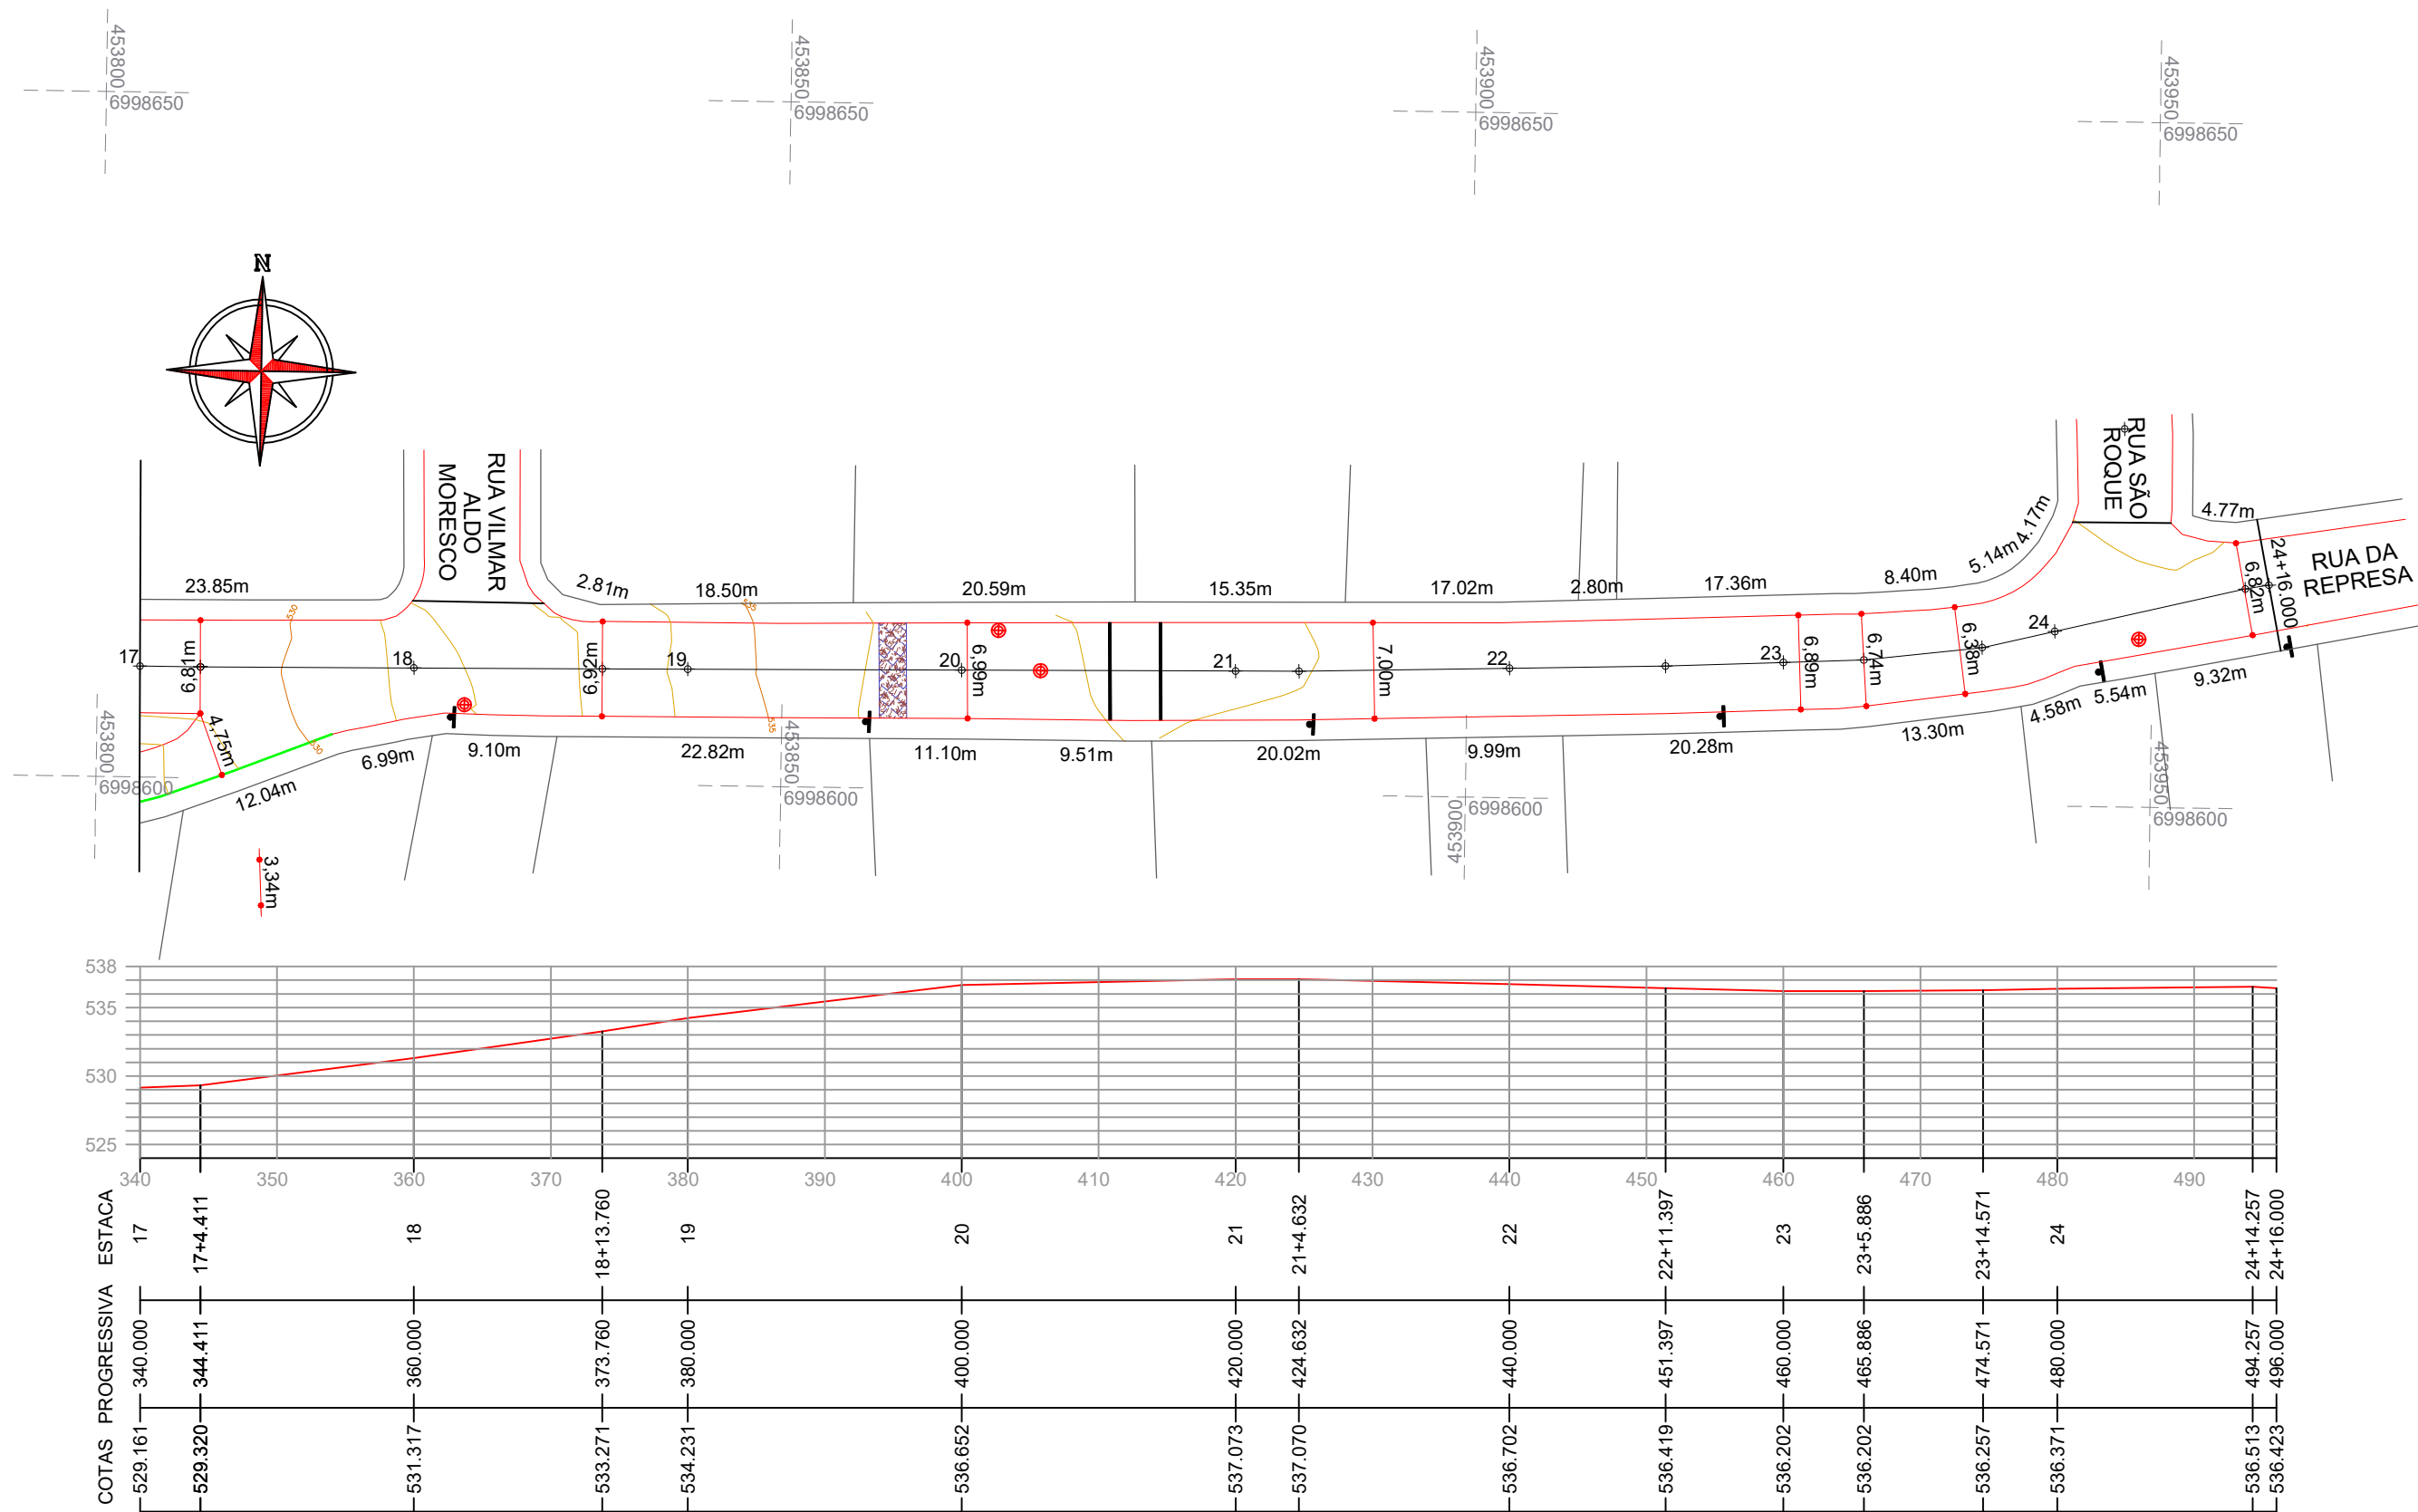 453800
6998650
453850
6998650
453900
6998650
453950
6998650
N
RUA VILMAR
ALDO
MORESCO
RUA SÃO
ROQUE
RUA DA
REPRESA
23.85m
2.81m
18.50m
20.59m
15.35m
17.02m
2.80m
17.36m
8.40m
5.14m
4.17m
4.77m
24+16.000
530
535
17
6,81m
18
6,92m
19
20
6,99m
21
7,00m
22
23
6,89m
6,74m
6,38m
24
6,82m
4,75m
530
535
12.04m
6.99m
9.10m
22.82m
11.10m
9.51m
20.02m
9.99m
20.28m
13.30m
4.58m
5.54m
9.32m
453800
6998600
453850
6998600
453900
6998600
453950
6998600
3,34m
538
535
530
525
340 350 360 370 380 390 400 410 420 430 440 450 460 470 480 490
ESTACA 17 17+4.411 18 18+13.760 19 20 21 21+4.632 22 22+11.397 23 23+5.886 23+14.571 24 24+14.257 24+16.000
PROGRESSIVA 340.000 344.411 360.000 373.760 380.000 400.000 420.000 424.632 440.000 451.397 460.000 465.886 474.571 480.000 494.257 496.000
COTAS 529.161 529.320 531.317 533.271 534.231 536.652 537.073 537.070 536.702 536.419 536.202 536.202 536.257 536.371 536.513 536.423